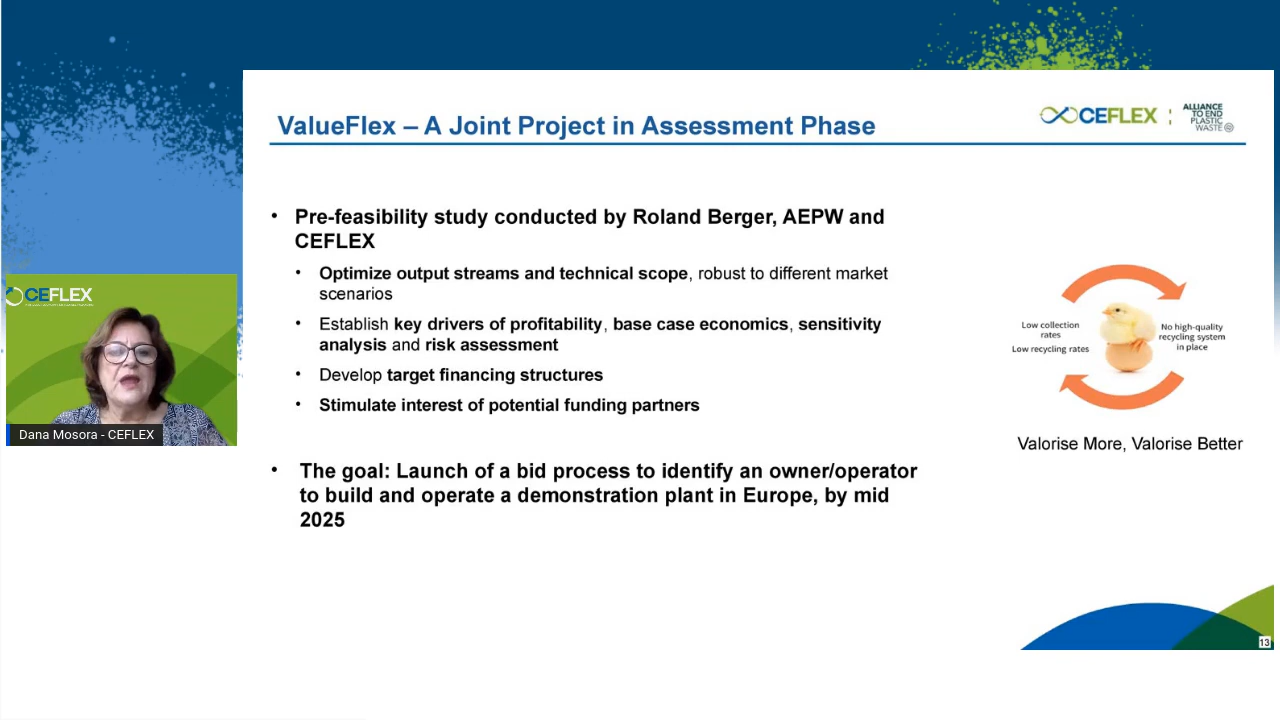 ValueFlex – A Joint Project in Assessment Phase
CEFLEX
ALLIANCE
TO END
PLASTIC
WASTE
• Pre-feasibility study conducted by Roland Berger, AEPW and
CEFLEX
• Optimize output streams and technical scope, robust to different market
scenarios
• Establish key drivers of profitability, base case economics, sensitivity
analysis and risk assessment
• Develop target financing structures
• Stimulate interest of potential funding partners
• The goal: Launch of a bid process to identify an owner/operator
to build and operate a demonstration plant in Europe, by mid
2025
Low collection
rates
Low recycling rates
No high-quality
recycling system
in place
Valorise More, Valorise Better
13
CEFLEX
Dana Mosora - CEFLEX